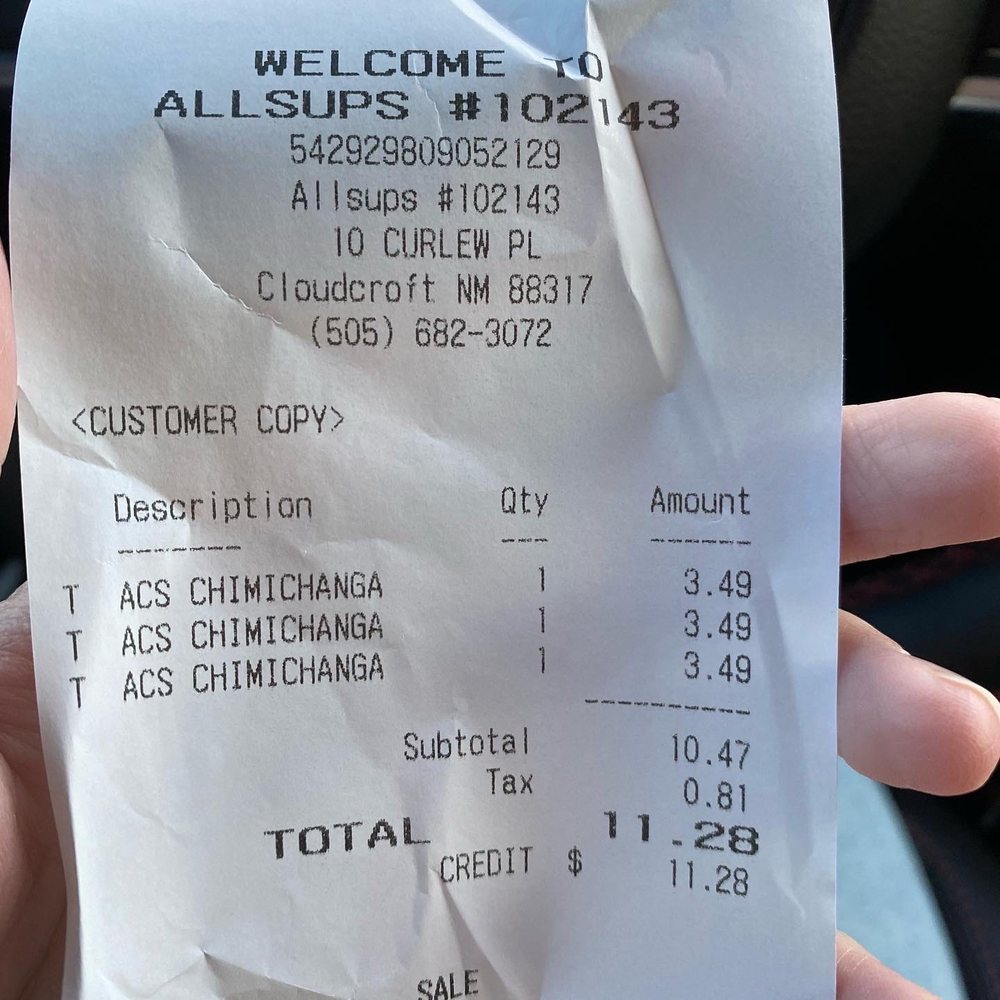 WELCOME TO
ALLSUPS #102143
542929809052129
Allsups #102143
10 CURLEW PL
Cloudcroft NM 88317
(505) 682-3072
<CUSTOMER COPY>
Description Qty Amount
T ACS CHIMICHANGA 1 3.49
T ACS CHIMICHANGA 1 3.49
T ACS CHIMICHANGA 1 3.49
Subtotal 10.47
Tax 0.81
TOTAL 11.28
CREDIT $ 11.28
SALE